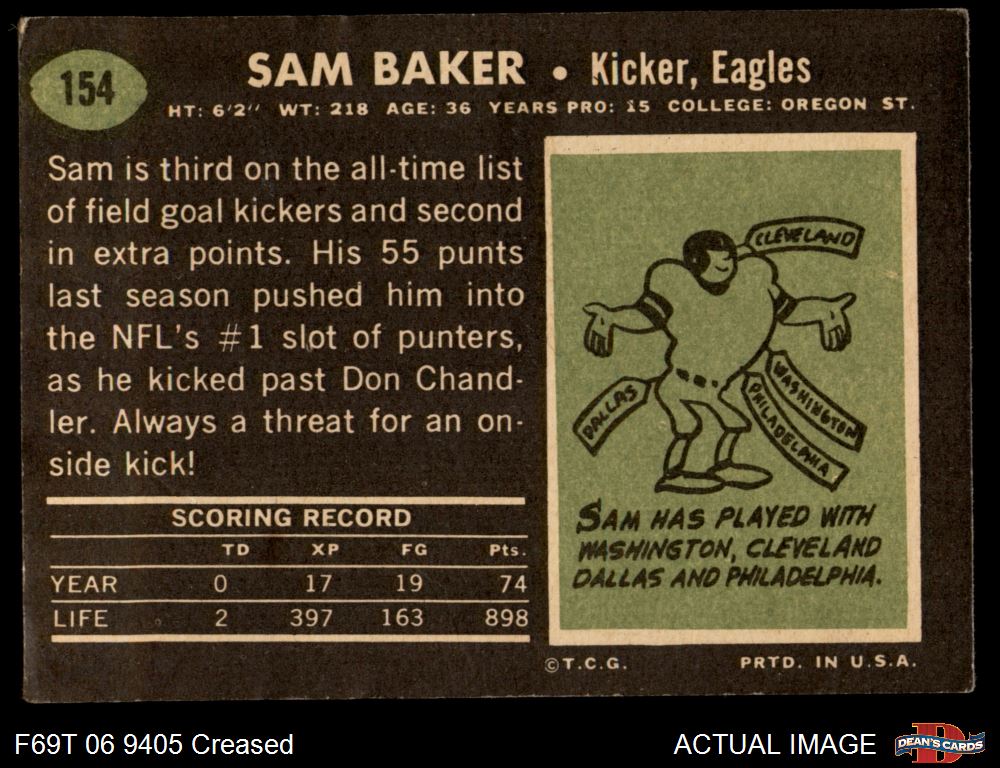 154
SAM BAKER • Kicker, Eagles
HT: 6'2" WT: 218 AGE: 36 YEARS PRO: 15 COLLEGE: OREGON ST.
Sam is third on the all-time list
of field goal kickers and second
in extra points. His 55 punts
last season pushed him into
the NFL's #1 slot of punters,
as he kicked past Don Chand-
ler. Always a threat for an on-
side kick!
SCORING RECORD
TD XP FG Pts.
YEAR 0 17 19 74
LIFE 2 397 163 898
CLEVELAND
DALLAS
WASHINGTON
PHILADELPHIA
SAM HAS PLAYED WITH
WASHINGTON, CLEVELAND
DALLAS AND PHILADELPHIA.
© T.C.G. PRTD. IN U.S.A.
F69T 06 9405 Creased
ACTUAL IMAGE
D
DEAN'S CARDS